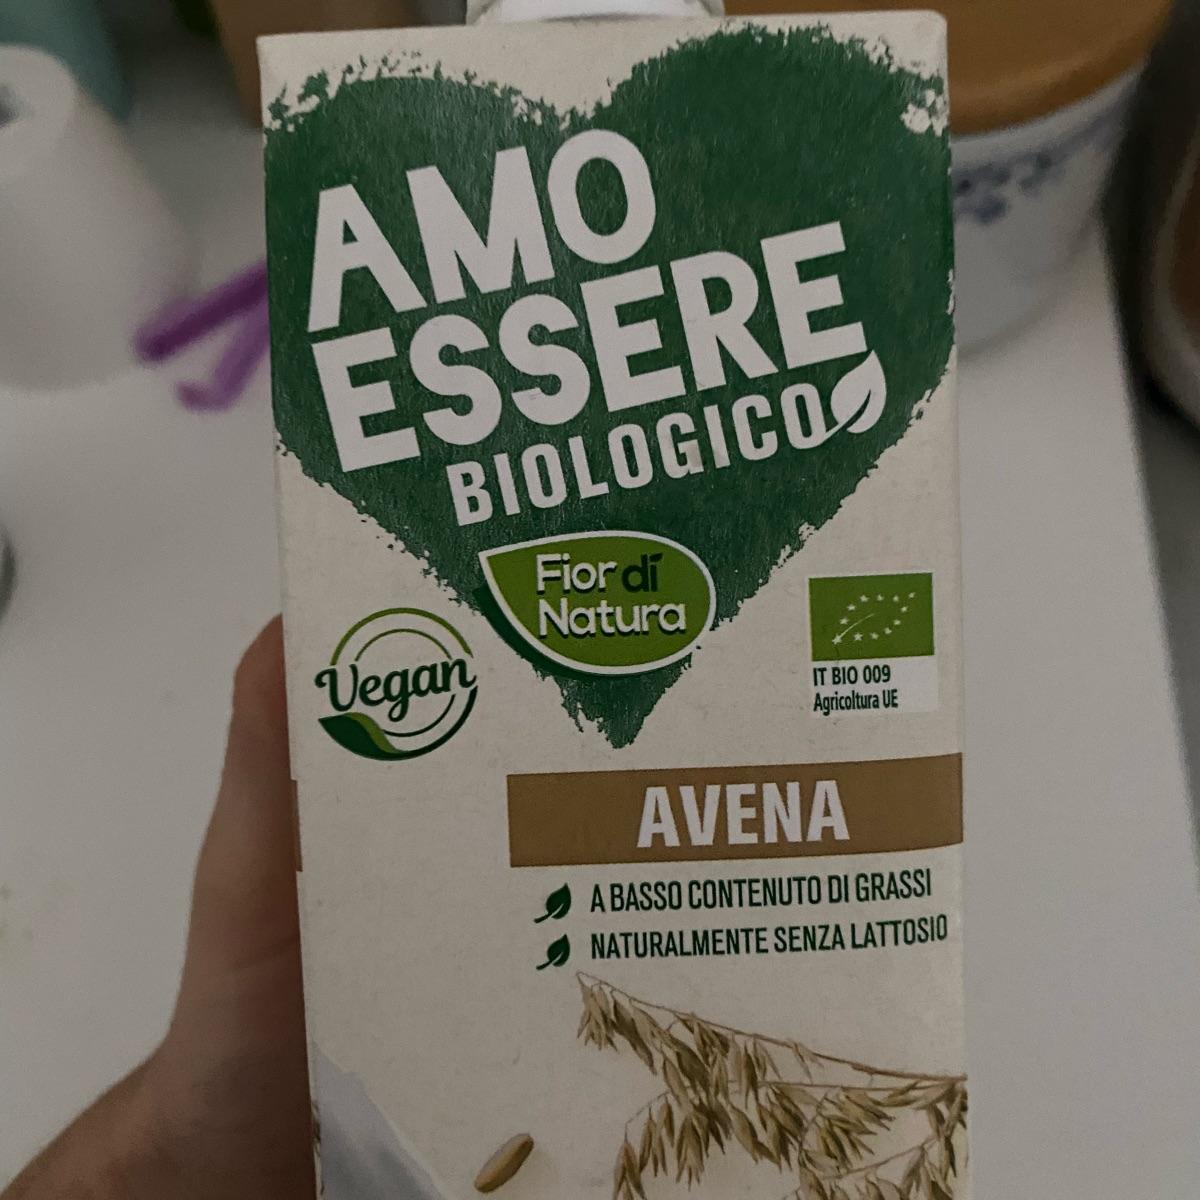 AMO
ESSERE
BIOLOGICO
Fior di
Natura
Vegan
IT BIO 009
Agricoltura UE
AVENA
A BASSO CONTENUTO DI GRASSI
NATURALMENTE SENZA LATTOSIO